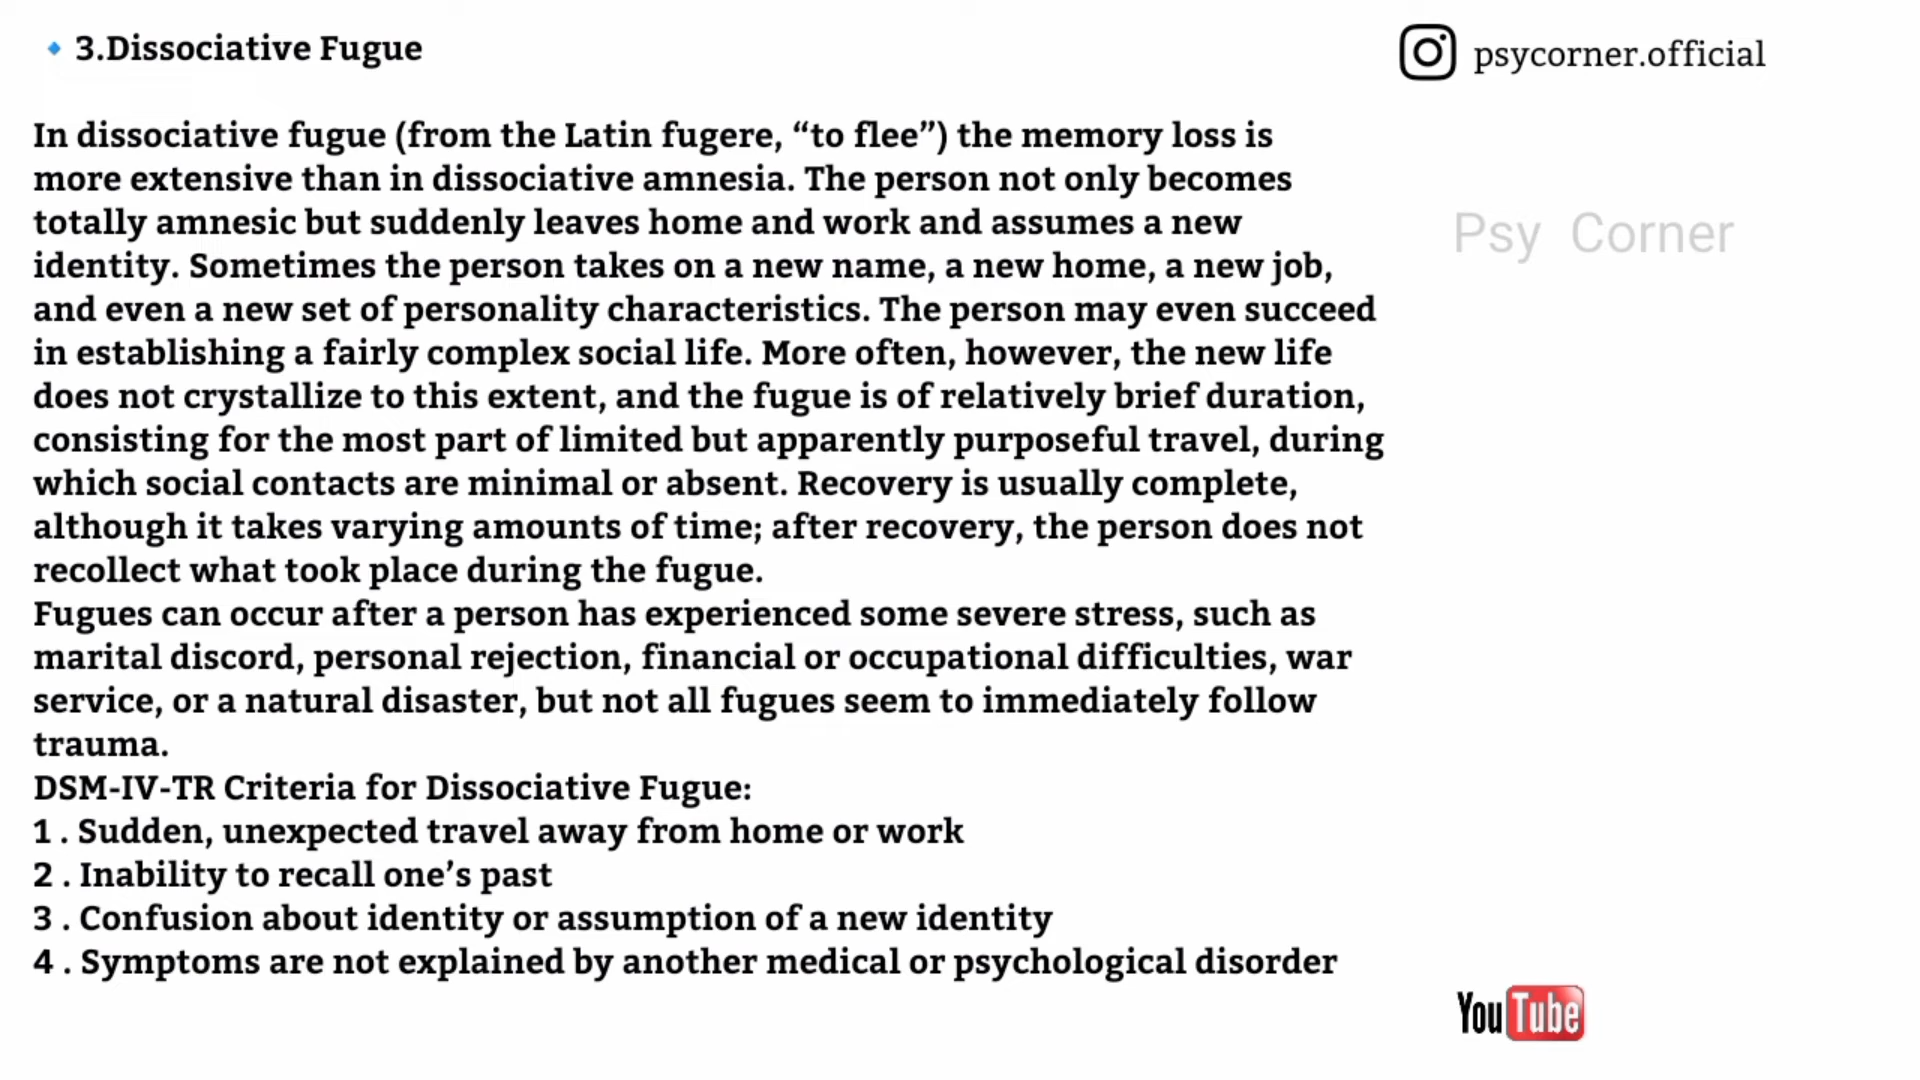 3.Dissociative Fugue
psycorner.official
In dissociative fugue (from the Latin fugere, “to flee”) the memory loss is
more extensive than in dissociative amnesia. The person not only becomes
totally amnesic but suddenly leaves home and work and assumes a new
identity. Sometimes the person takes on a new name, a new home, a new job,
and even a new set of personality characteristics. The person may even succeed
in establishing a fairly complex social life. More often, however, the new life
does not crystallize to this extent, and the fugue is of relatively brief duration,
consisting for the most part of limited but apparently purposeful travel, during
which social contacts are minimal or absent. Recovery is usually complete,
although it takes varying amounts of time; after recovery, the person does not
recollect what took place during the fugue.
Fugues can occur after a person has experienced some severe stress, such as
marital discord, personal rejection, financial or occupational difficulties, war
service, or a natural disaster, but not all fugues seem to immediately follow
trauma.
DSM-IV-TR Criteria for Dissociative Fugue:
1 . Sudden, unexpected travel away from home or work
2 . Inability to recall one’s past
3 . Confusion about identity or assumption of a new identity
4 . Symptoms are not explained by another medical or psychological disorder
Psy Corner
YouTube